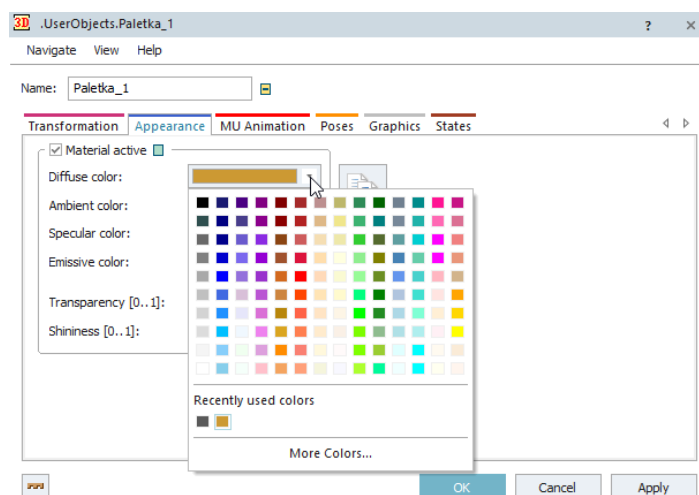 3D .UserObjects.Paletka_1 ? ×
Navigate View Help
Name: Paletka_1
Transformation Appearance MU Animation Poses Graphics States
Material active
Diffuse color:
Ambient color:
Specular color:
Emissive color:
Transparency [0..1]:
Shininess [0..1]:
Recently used colors
More Colors...
OK Cancel Apply